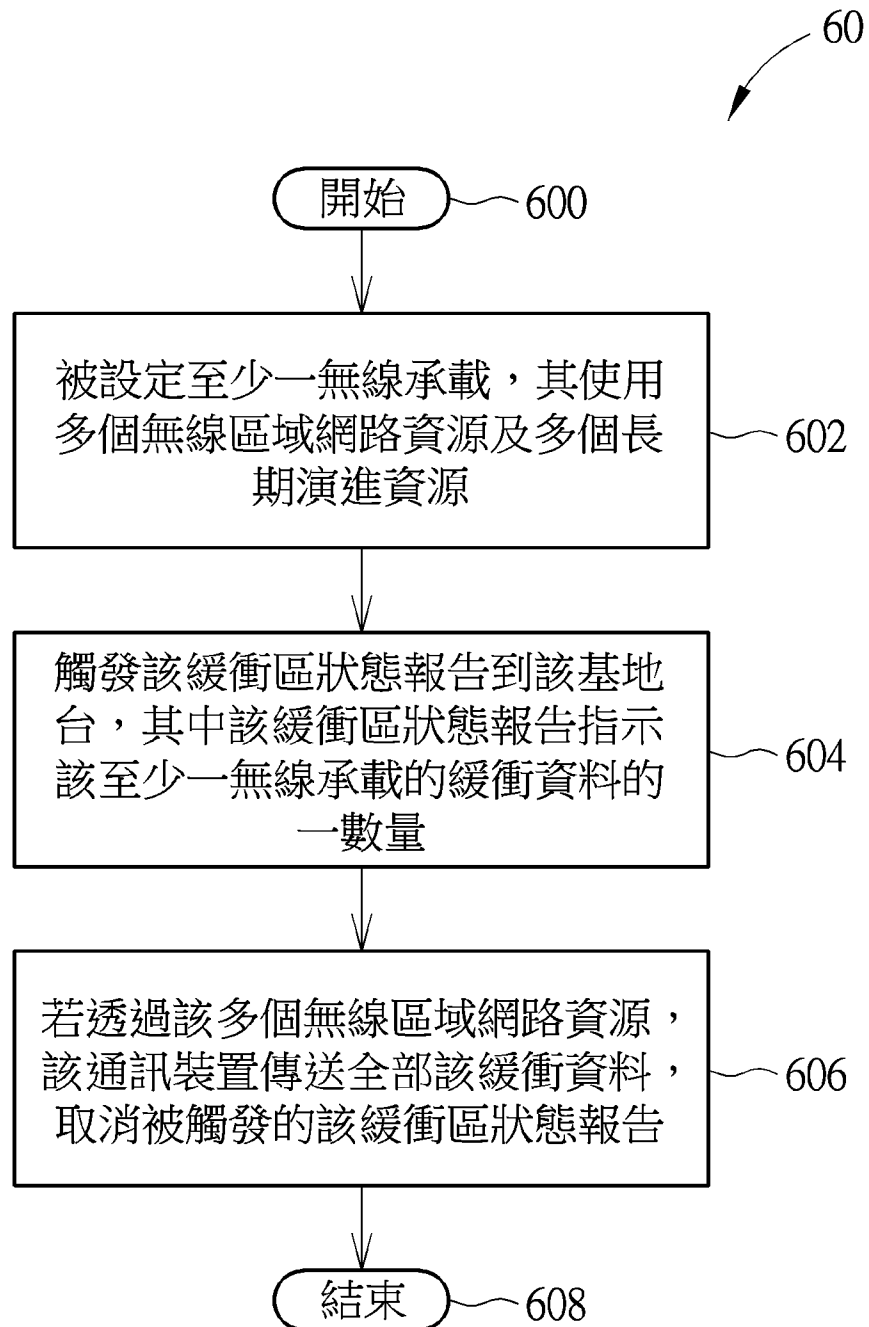 60
開始
600
被設定至少一無線承載，其使用
多個無線區域網路資源及多個長
期演進資源
602
觸發該緩衝區狀態報告到該基地
台，其中該緩衝區狀態報告指示
該至少一無線承載的緩衝資料的
一數量
604
若透過該多個無線區域網路資源，
該通訊裝置傳送全部該緩衝資料，
取消被觸發的該緩衝區狀態報告
606
結束
608